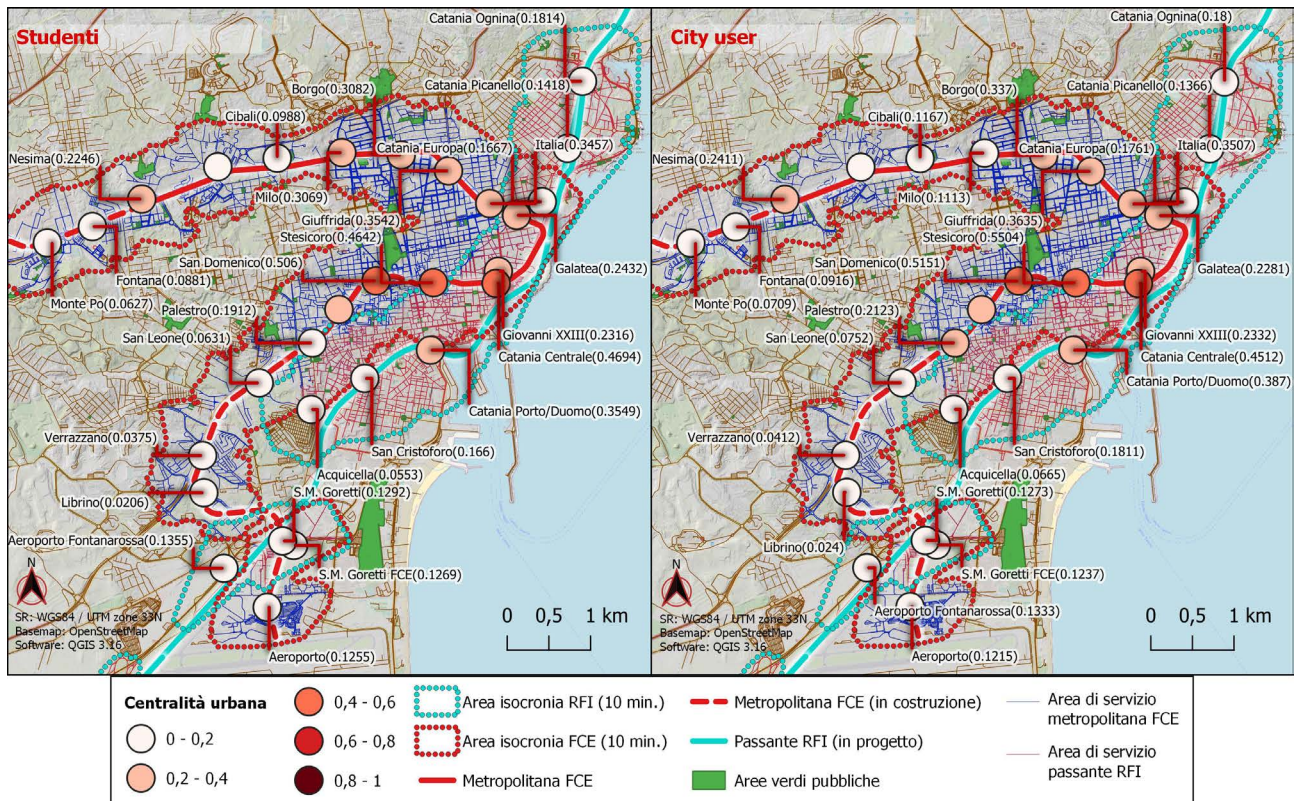 Studenti
Catania Ognina(0.1814)
Borgo(0.3082)
Catania Picanello(0.1418)
Cibali(0.0988)
Catania Europa(0.1667)
Italia(0.3457)
Nesima(0.2246)
Milo(0.3069)
Giuffrida(0.3542)
Stesicoro(0.4642)
San Domenico(0.506)
Galatea(0.2432)
Fontana(0.0881)
Monte Po(0.0627)
Palestro(0.1912)
San Leone(0.0631)
Giovanni XXIII(0.2316)
Catania Centrale(0.4694)
Catania Porto/Duomo(0.3549)
Verrazzano(0.0375)
San Cristoforo(0.166)
Acquicella(0.0553)
Librino(0.0206)
S.M. Goretti(0.1292)
Aeroporto Fontanarossa(0.1355)
S.M. Goretti FCE(0.1269)
N
SR: WGS84 / UTM zone 33N
Basemap: OpenStreetMap
Software: QGIS 3.16
0 0,5 1 km
Aeroporto(0.1255)
City user
Catania Ognina(0.18)
Borgo(0.337)
Catania Picanello(0.1366)
Cibali(0.1167)
Catania Europa(0.1761)
Italia(0.3507)
Nesima(0.2411)
Milo(0.1113)
Giuffrida(0.3635)
Stesicoro(0.5504)
San Domenico(0.5151)
Galatea(0.2281)
Fontana(0.0916)
Monte Po(0.0709)
Palestro(0.2123)
San Leone(0.0752)
Giovanni XXIII(0.2332)
Catania Centrale(0.4512)
Catania Porto/Duomo(0.387)
Verrazzano(0.0412)
San Cristoforo(0.1811)
Acquicella(0.0665)
S.M. Goretti(0.1273)
Librino(0.024)
S.M. Goretti FCE(0.1237)
Aeroporto Fontanarossa(0.1333)
N
SR: WGS84 / UTM zone 33N
Basemap: OpenStreetMap
Software: QGIS 3.16
0 0,5 1 km
Aeroporto(0.1215)
Centralità urbana
0 - 0,2
0,2 - 0,4
0,4 - 0,6
0,6 - 0,8
0,8 - 1
Area isocronia RFI (10 min.)
Area isocronia FCE (10 min.)
Metropolitana FCE
Metropolitana FCE (in costruzione)
Passante RFI (in progetto)
Aree verdi pubbliche
Area di servizio
metropolitana FCE
Area di servizio
passante RFI